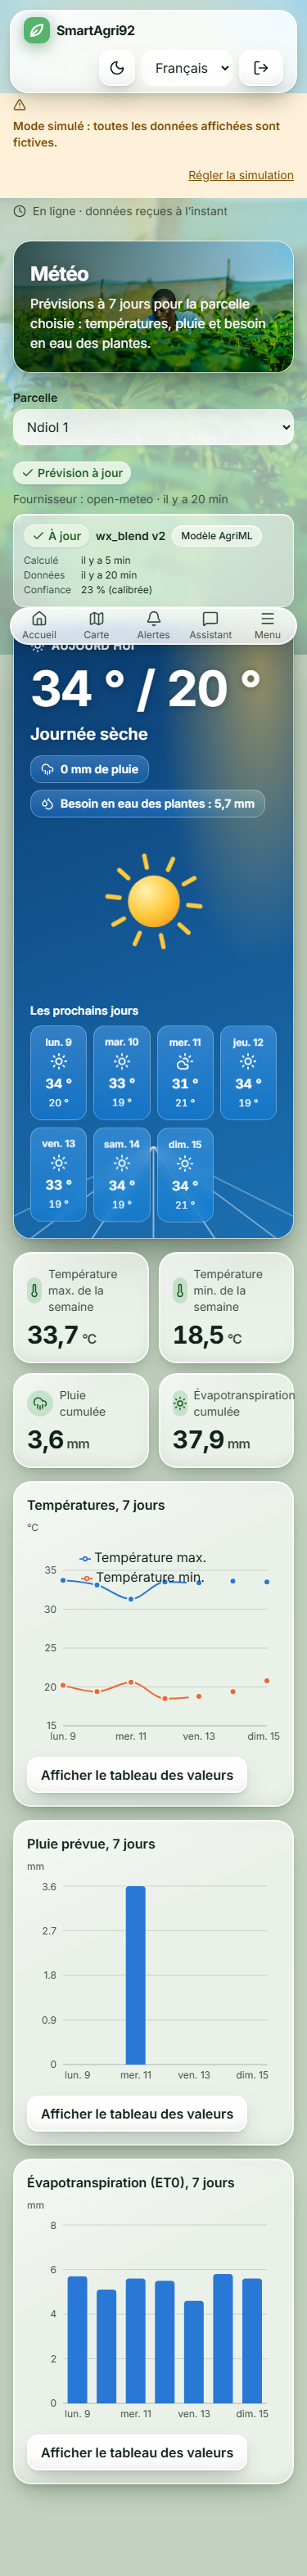 SmartAgri92
Français
Mode simulé : toutes les données affichées sont
fictives.
Régler la simulation
En ligne · données reçues à l'instant
Météo
Prévisions à 7 jours pour la parcelle
choisie : températures, pluie et besoin
en eau des plantes.
Parcelle
Ndiol 1
Prévision à jour
Fournisseur : open-meteo · il y a 20 min
À jour wx_blend v2 Modèle AgriML
Calculé il y a 5 min
Données il y a 20 min
Confiance 23 % (calibrée)
Accueil Carte Alertes Assistant Menu
AUJOURD'HUI
34 ° / 20 °
Journée sèche
0 mm de pluie
Besoin en eau des plantes : 5,7 mm
Les prochains jours
lun. 9 mar. 10 mer. 11 jeu. 12
34 ° 33 ° 31 ° 34 °
20 ° 19 ° 21 ° 19 °
ven. 13 sam. 14 dim. 15
33 ° 34 ° 34 °
19 ° 19 ° 21 °
Température
max. de la
semaine
33,7 °C
Température
min. de la
semaine
18,5 °C
Pluie
cumulée
3,6 mm
Évapotranspiration
cumulée
37,9 mm
Températures, 7 jours
°C
Température max.
Température min.
35
30
25
20
15
lun. 9 mer. 11 ven. 13 dim. 15
Afficher le tableau des valeurs
Pluie prévue, 7 jours
mm
3.6
2.7
1.8
0.9
0
lun. 9 mer. 11 ven. 13 dim. 15
Afficher le tableau des valeurs
Évapotranspiration (ET0), 7 jours
mm
8
6
4
2
0
lun. 9 mer. 11 ven. 13 dim. 15
Afficher le tableau des valeurs